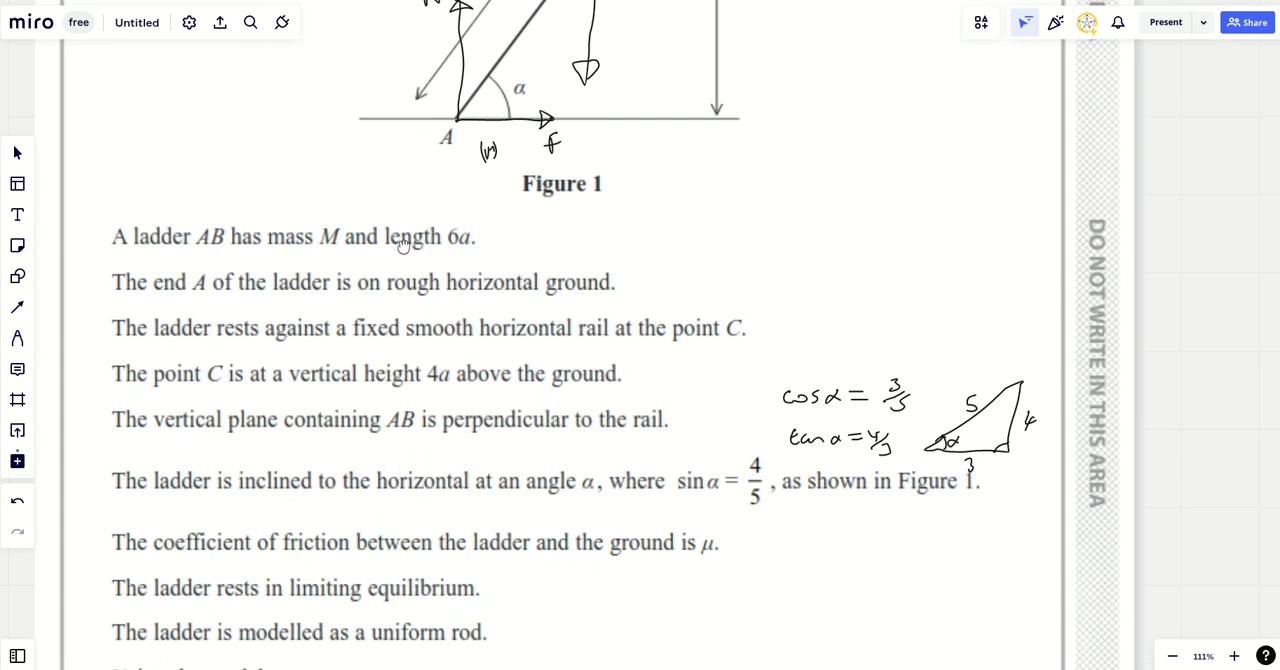 miro free Untitled Present Share
α
A F
(M)
Figure 1
A ladder AB has mass M and length 6a.
The end A of the ladder is on rough horizontal ground.
The ladder rests against a fixed smooth horizontal rail at the point C.
The point C is at a vertical height 4a above the ground.
cos α = 3/5 5 4
The vertical plane containing AB is perpendicular to the rail.
tan α = 4/3 α 3
The ladder is inclined to the horizontal at an angle α, where sin α = 4/5, as shown in Figure 1.
The coefficient of friction between the ladder and the ground is μ.
The ladder rests in limiting equilibrium.
The ladder is modelled as a uniform rod.
DO NOT WRITE IN THIS AREA
111%